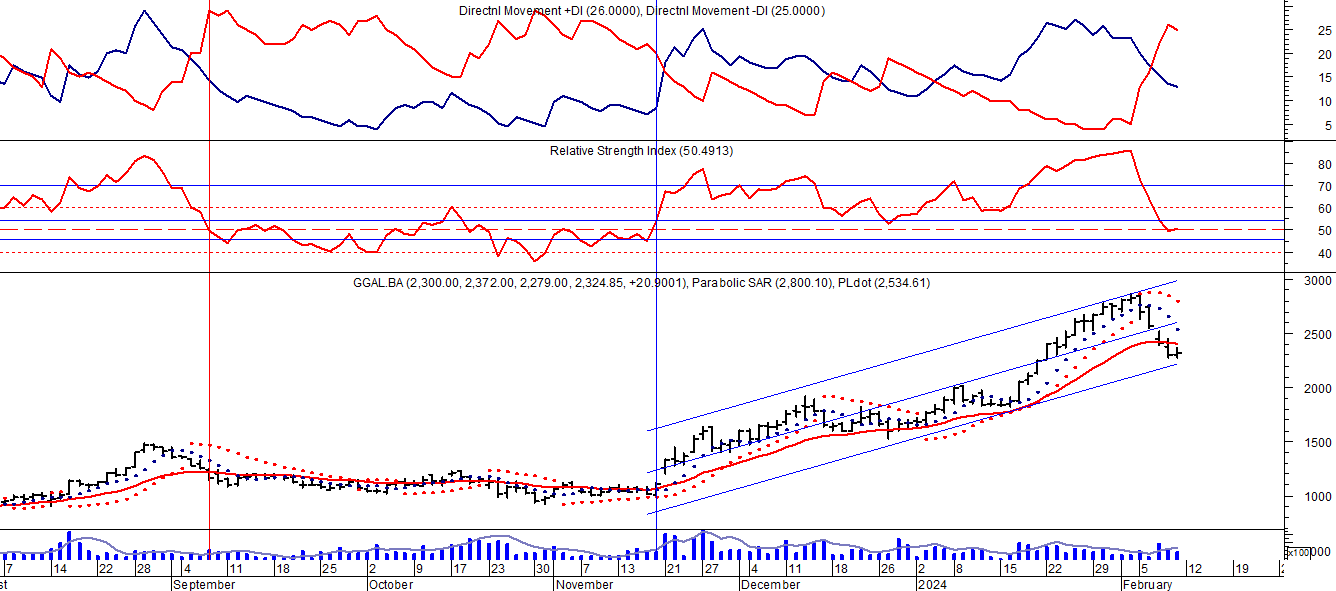 Directnl Movement +DI (26.0000), Directnl Movement -DI (25.0000)
25
20
15
10
5
Relative Strength Index (50.4913)
80
70
60
50
40
GGAL.BA (2,300.00, 2,372.00, 2,279.00, 2,324.85, +20.9001), Parabolic SAR (2,800.10), PLdot (2,534.61)
3000
2500
2000
1500
1000
x100
000
7 14 22 28 4 11 18 25 2 9 17 23 30 7 13 21 27 4 11 18 26 2 8 15 22 29 5 12 19
st September October November December 2024 February